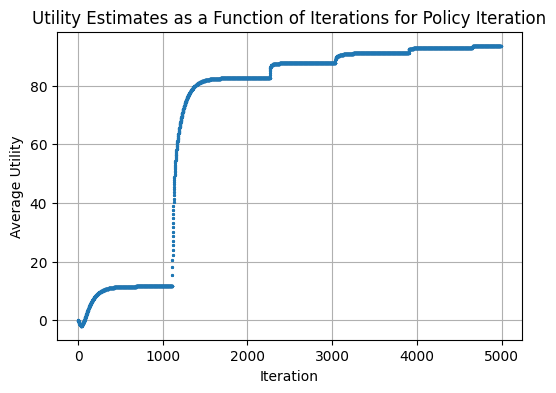 Utility Estimates as a Function of Iterations for Policy Iteration
80
60
40
20
0
Average Utility
0 1000 2000 3000 4000 5000
Iteration